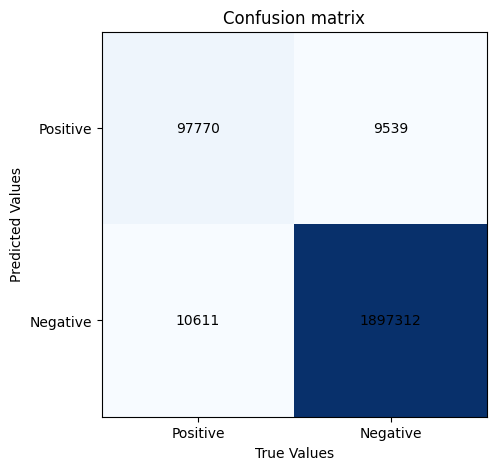 Confusion matrix
Predicted Values
Positive
97770
9539
Negative
10611
1897312
Positive
Negative
True Values